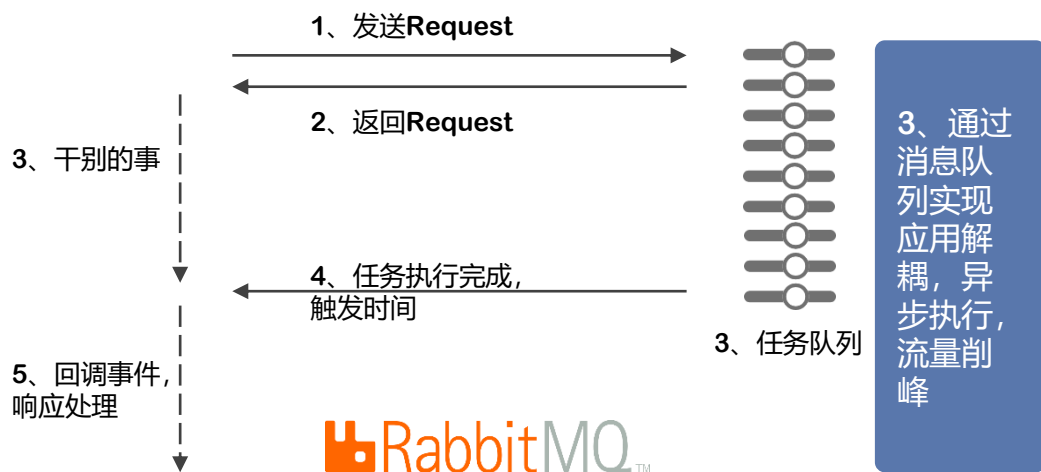 1、发送Request
2、返回Request
3、干别的事
4、任务执行完成，
触发时间
5、回调事件，
响应处理
3、任务队列
3、通过
消息队
列实现
应用解
耦，异
步执行，
流量削
峰
RabbitMQ
TM